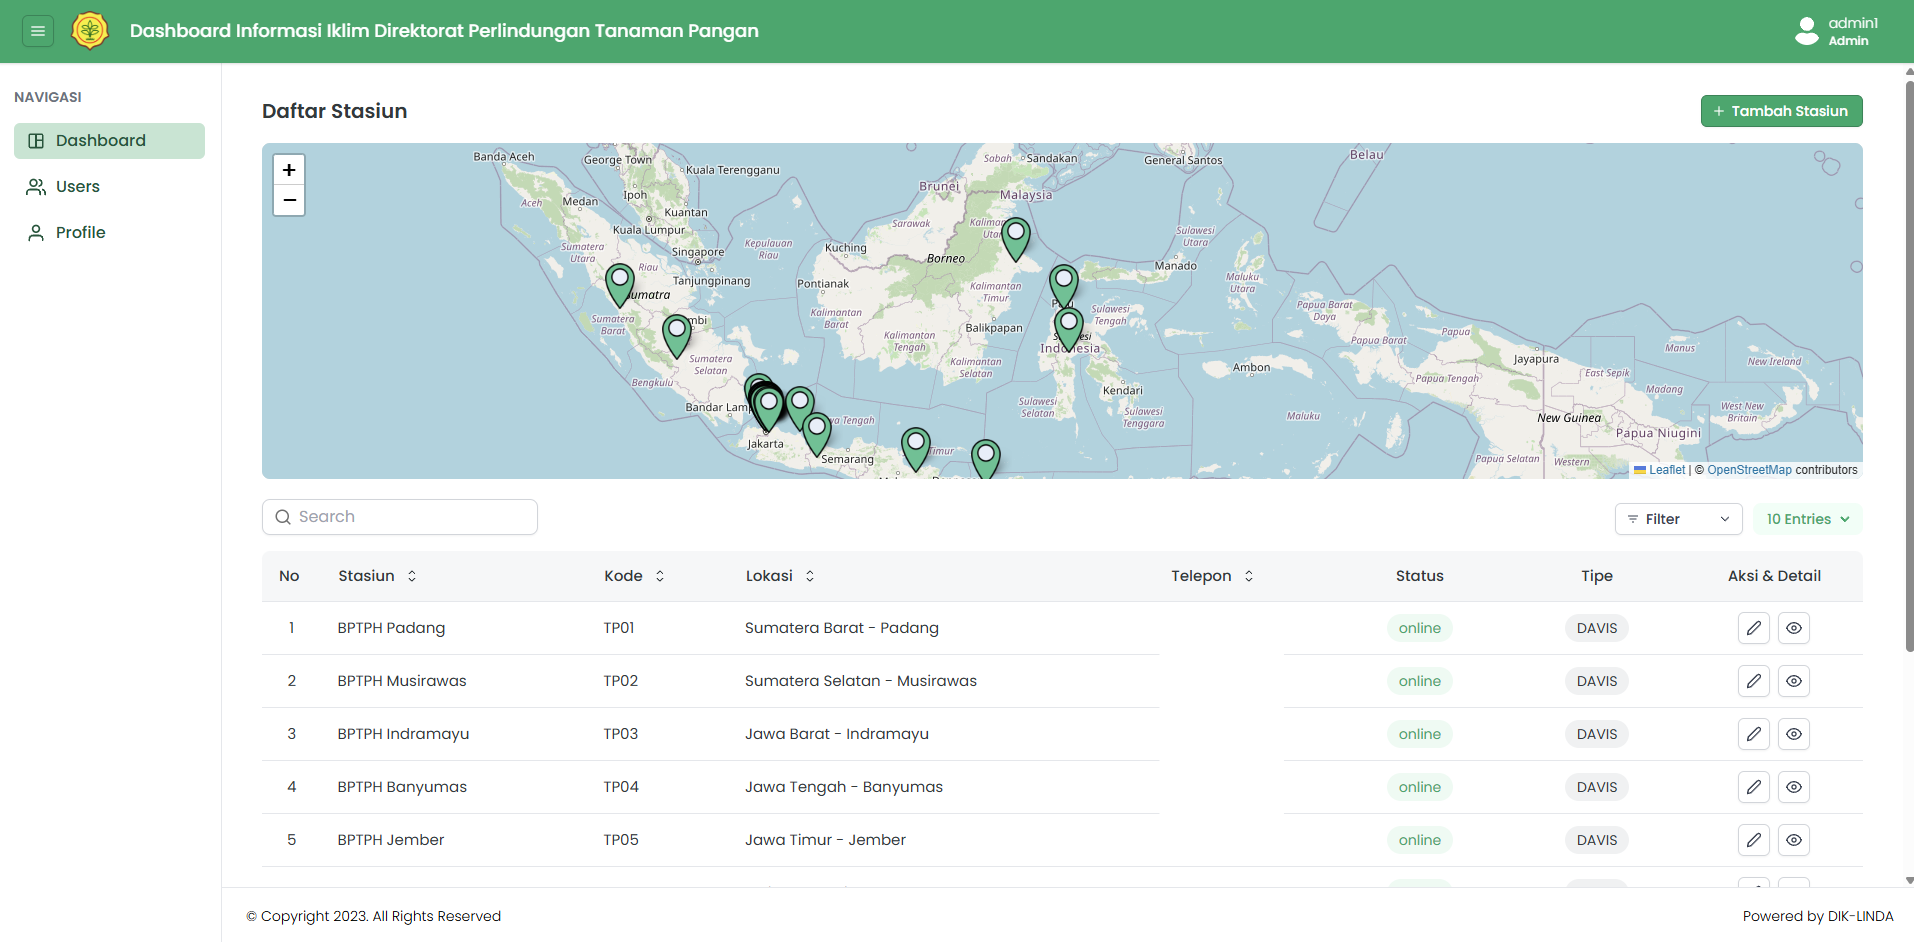 Dashboard Informasi Iklim Direktorat Perlindungan Tanaman Pangan
admin1
Admin
NAVIGASI
Dashboard
Users
Profile
Daftar Stasiun
+ Tambah Stasiun
+
−
Banda Aceh
George Town
Kuala Terengganu
Sabah
Sandakan
General Santos
Belau
Aceh
Medan
Ipoh
Kuantan
Brunei
Malaysia
Kuala Lumpur
Sarawak
Sumatera
Utara
Riau
Singapore
Kepulauan
Riau
Kuching
Borneo
Sulawesi
Utara
Manado
Tanjungpinang
Pontianak
Kalimantan
Timur
Maluku
Utara
Sumatera
Barat
Kalimantan
Barat
Kalimantan
Tengah
Balikpapan
Sulawesi
Tengah
Papua Barat
Daya
Papua Barat
Papua
Jayapura
Manus
New Ireland
Sumatera
Selatan
Kalimantan
Selatan
Ambon
Papua Tengah
East Sepik
Madang
Bengkulu
Kendari
Sulawesi
Selatan
Sulawesi
Tenggara
Maluku
New Guinea
West New
Britain
Papua Niugini
Jakarta
Semarang
Papua Selatan
Western
Leaflet | © OpenStreetMap contributors
Search
Filter
10 Entries
No Stasiun Kode Lokasi Telepon Status Tipe Aksi & Detail
1 BPTPH Padang TP01 Sumatera Barat - Padang online DAVIS
2 BPTPH Musirawas TP02 Sumatera Selatan - Musirawas online DAVIS
3 BPTPH Indramayu TP03 Jawa Barat - Indramayu online DAVIS
4 BPTPH Banyumas TP04 Jawa Tengah - Banyumas online DAVIS
5 BPTPH Jember TP05 Jawa Timur - Jember online DAVIS
© Copyright 2023. All Rights Reserved
Powered by DIK-LINDA